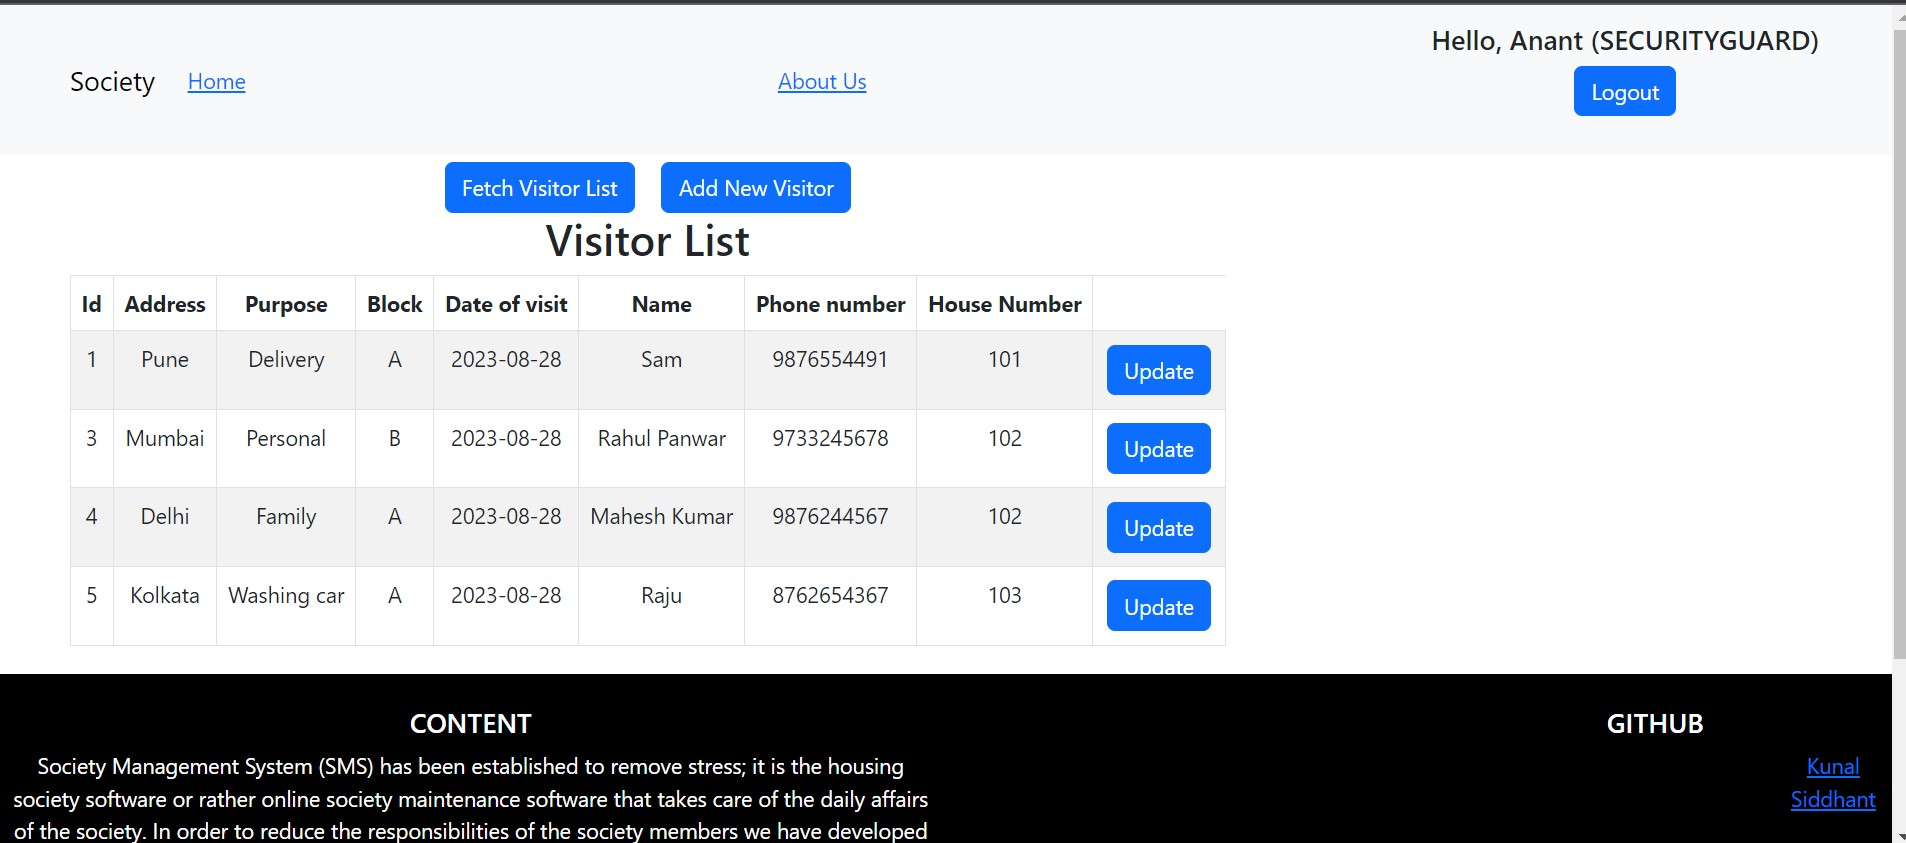 Hello, Anant (SECURITYGUARD)
Society Home About Us
Logout
Fetch Visitor List Add New Visitor
Visitor List
Id Address Purpose Block Date of visit Name Phone number House Number
1 Pune Delivery A 2023-08-28 Sam 9876554491 101 Update
3 Mumbai Personal B 2023-08-28 Rahul Panwar 9733245678 102 Update
4 Delhi Family A 2023-08-28 Mahesh Kumar 9876244567 102 Update
5 Kolkata Washing car A 2023-08-28 Raju 8762654367 103 Update
CONTENT
Society Management System (SMS) has been established to remove stress; it is the housing
society software or rather online society maintenance software that takes care of the daily affairs
of the society. In order to reduce the responsibilities of the society members we have developed
GITHUB
Kunal
Siddhant